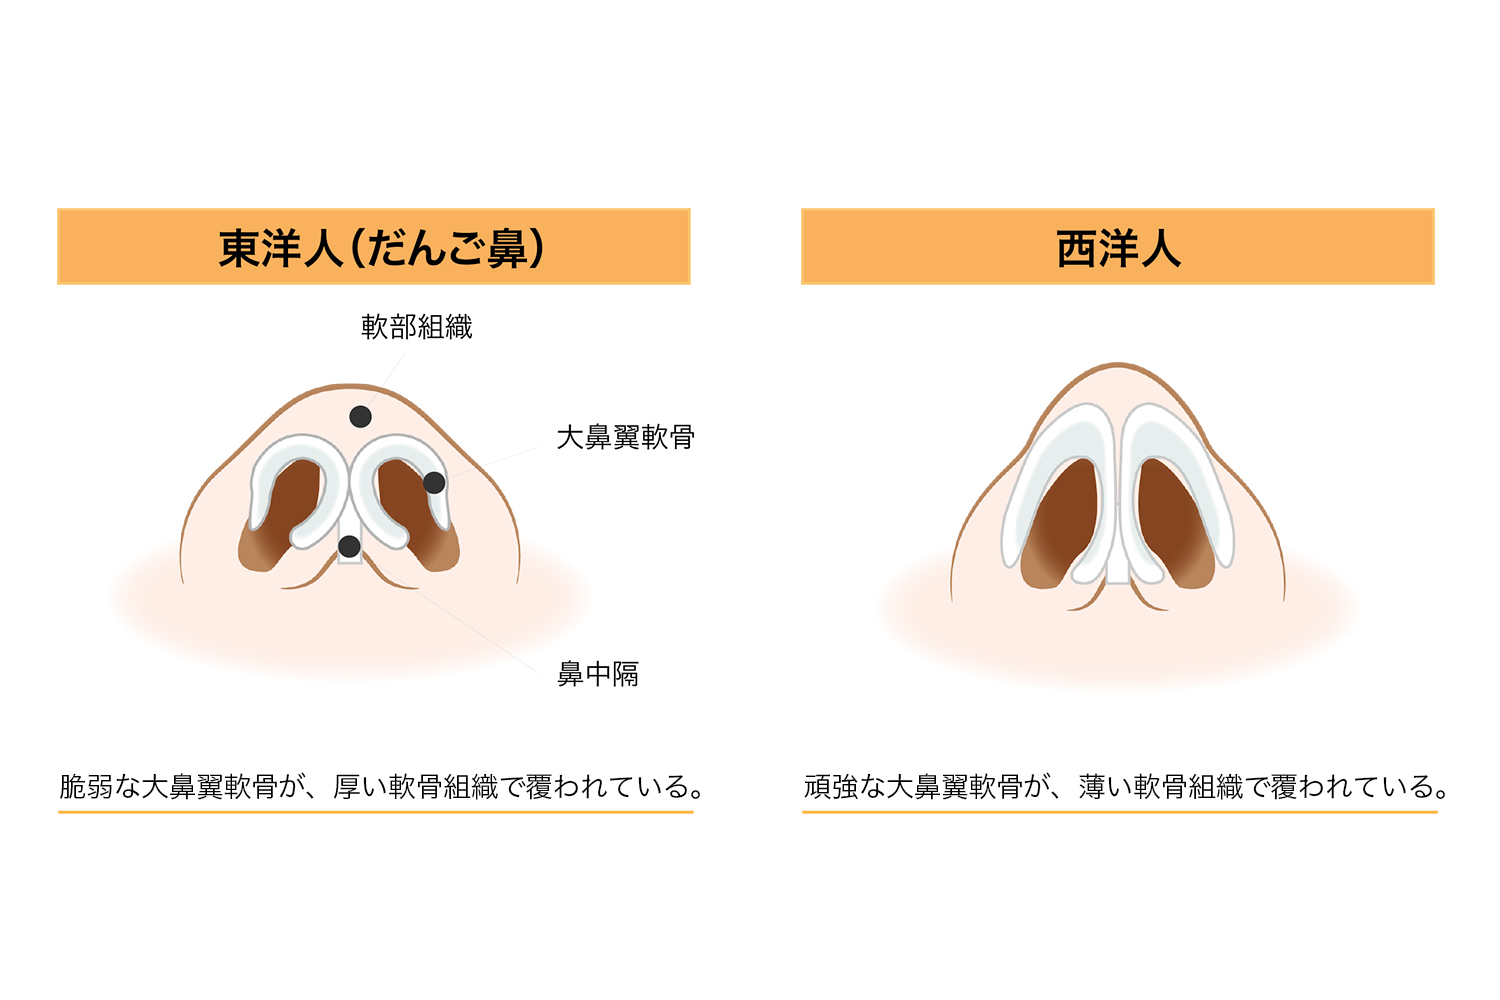 東洋人(だんご鼻)
軟部組織
大鼻翼軟骨
鼻中隔
脆弱な大鼻翼軟骨が、厚い軟骨組織で覆われている。
西洋人
頑強な大鼻翼軟骨が、薄い軟骨組織で覆われている。